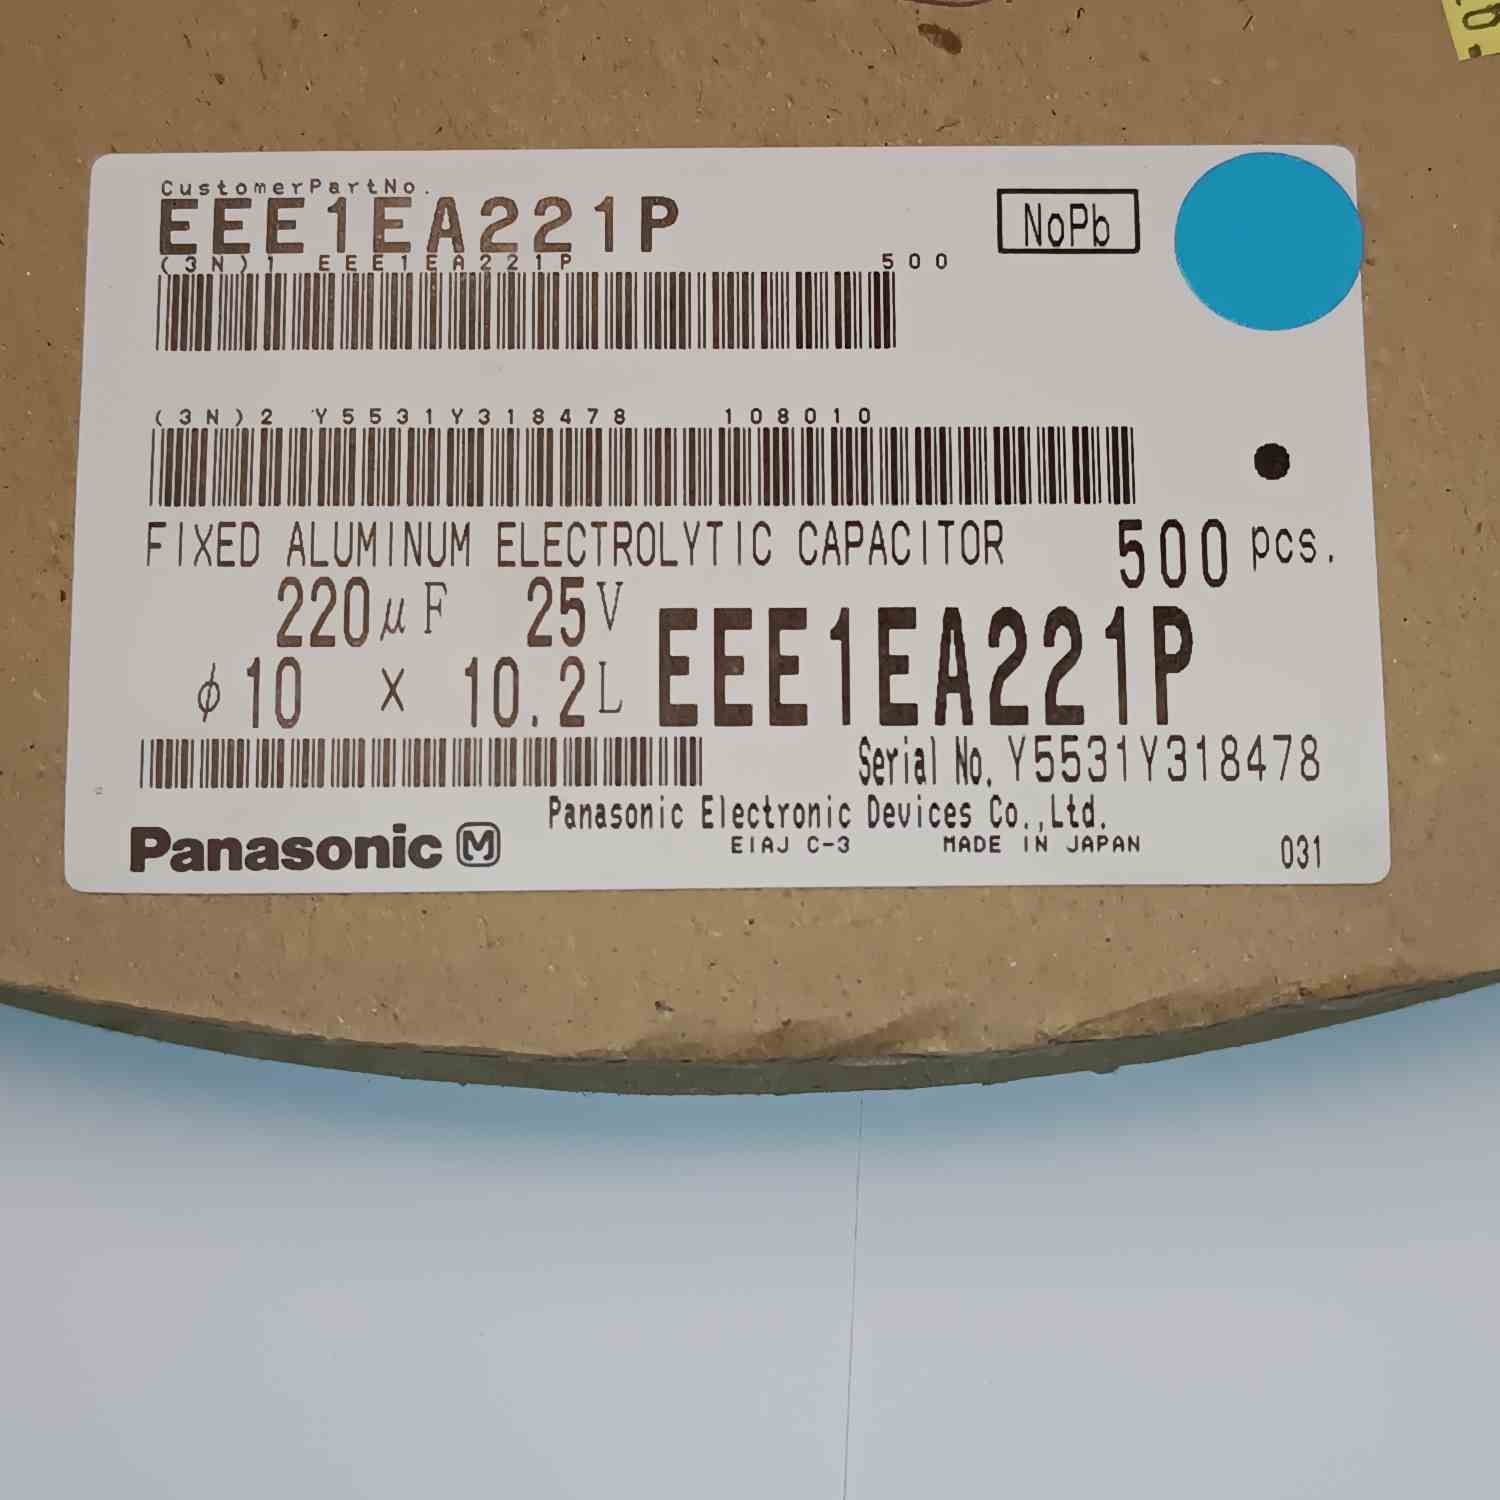 CustomerPartNo.
EEE1EA221P
NoPb
(3N)1 EEE1EA221P 500
(3N)2 Y5531Y318478 108010
FIXED ALUMINUM ELECTROLYTIC CAPACITOR 500 pcs.
220μF 25V
EEE1EA221P
φ10 x 10.2L
Serial No. Y5531Y318478
Panasonic Electronic Devices Co.,Ltd.
Panasonic M
EIAJ C-3 MADE IN JAPAN 031